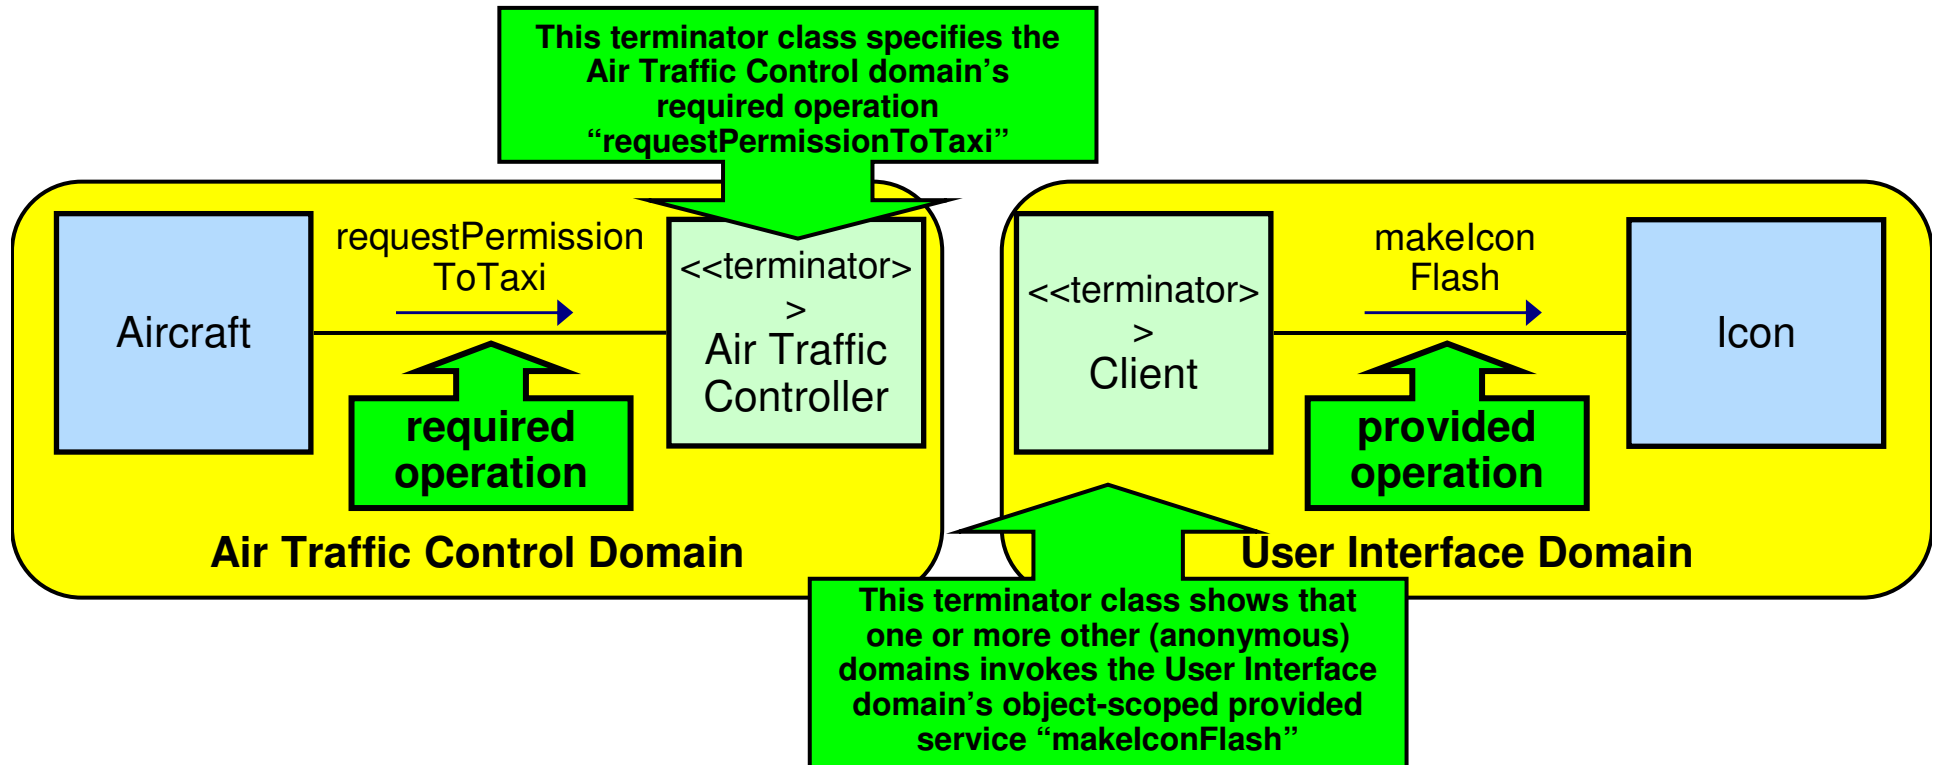 This terminator class specifies the
Air Traffic Control domain’s
required operation
“requestPermissionToTaxi”
requestPermission
ToTaxi
Aircraft
<<terminator>
>
Air Traffic
Controller
required
operation
Air Traffic Control Domain
<<terminator>
>
Client
makeIcon
Flash
Icon
provided
operation
User Interface Domain
This terminator class shows that
one or more other (anonymous)
domains invokes the User Interface
domain’s object-scoped provided
service “makeIconFlash”